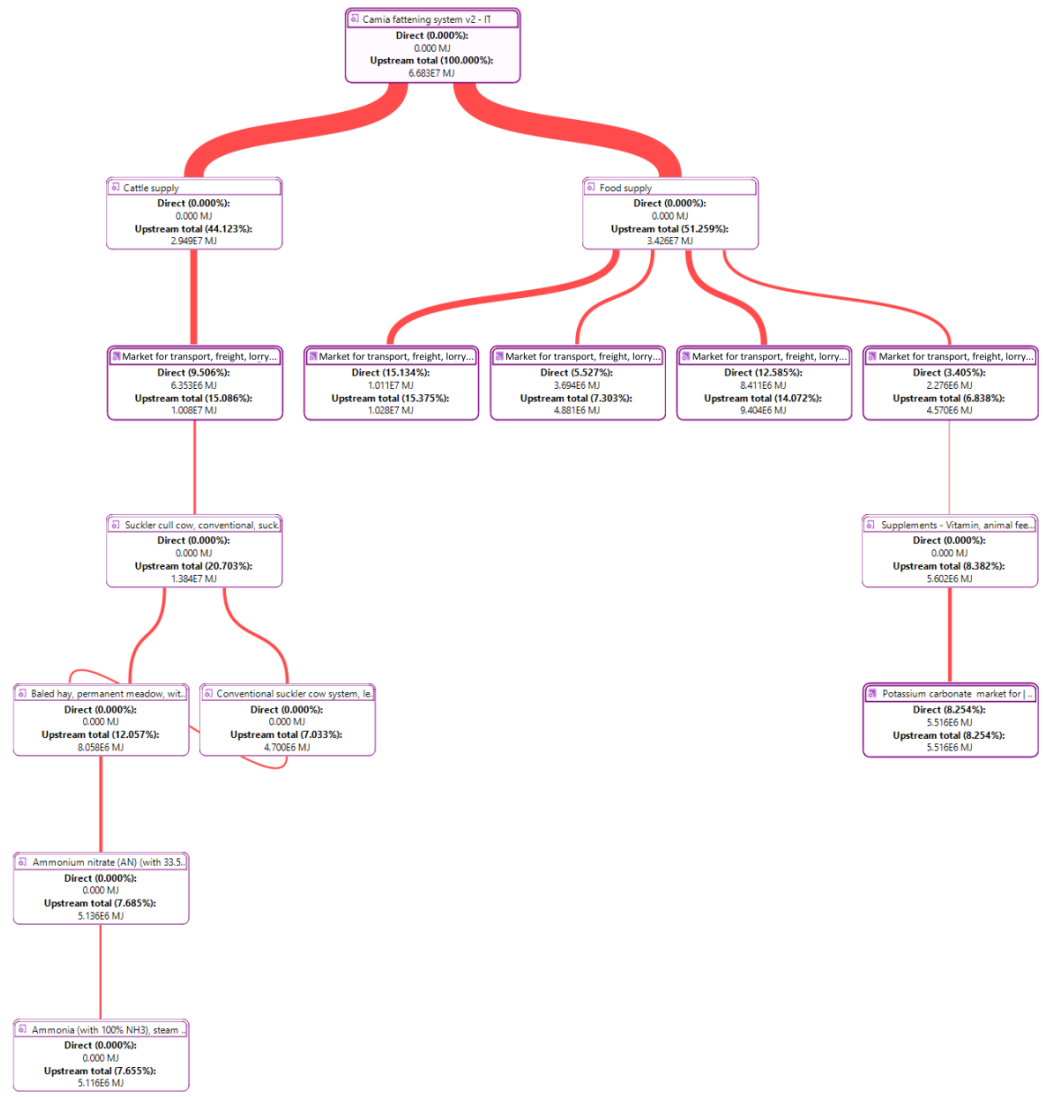 Camia fattening system v2 - IT
Direct (0.000%):
0.000 MJ
Upstream total (100.000%):
6.683E7 MJ
Cattle supply
Direct (0.000%):
0.000 MJ
Upstream total (44.123%):
2.949E7 MJ
Food supply
Direct (0.000%):
0.000 MJ
Upstream total (51.259%):
3.426E7 MJ
Market for transport, freight, lorry...
Direct (9.506%):
6.353E6 MJ
Upstream total (15.086%):
1.008E7 MJ
Market for transport, freight, lorry...
Direct (15.134%):
1.011E7 MJ
Upstream total (15.375%):
1.028E7 MJ
Market for transport, freight, lorry...
Direct (5.527%):
3.694E6 MJ
Upstream total (7.303%):
4.881E6 MJ
Market for transport, freight, lorry...
Direct (12.585%):
8.411E6 MJ
Upstream total (14.072%):
9.404E6 MJ
Market for transport, freight, lorry...
Direct (3.405%):
2.276E6 MJ
Upstream total (6.838%):
4.570E6 MJ
Suckler cull cow, conventional, suck..
Direct (0.000%):
0.000 MJ
Upstream total (20.703%):
1.384E7 MJ
Supplements - Vitamin, animal fee...
Direct (0.000%):
0.000 MJ
Upstream total (8.382%):
5.602E6 MJ
Baled hay, permanent meadow, wit..
Direct (0.000%):
0.000 MJ
Upstream total (12.057%):
8.058E6 MJ
Conventional suckler cow system, le..
Direct (0.000%):
0.000 MJ
Upstream total (7.033%):
4.700E6 MJ
Potassium carbonate market for | ..
Direct (8.254%):
5.516E6 MJ
Upstream total (8.254%):
5.516E6 MJ
Ammonium nitrate (AN) (with 33.5..
Direct (0.000%):
0.000 MJ
Upstream total (7.685%):
5.136E6 MJ
Ammonia (with 100% NH3), steam ..
Direct (0.000%):
0.000 MJ
Upstream total (7.655%):
5.116E6 MJ